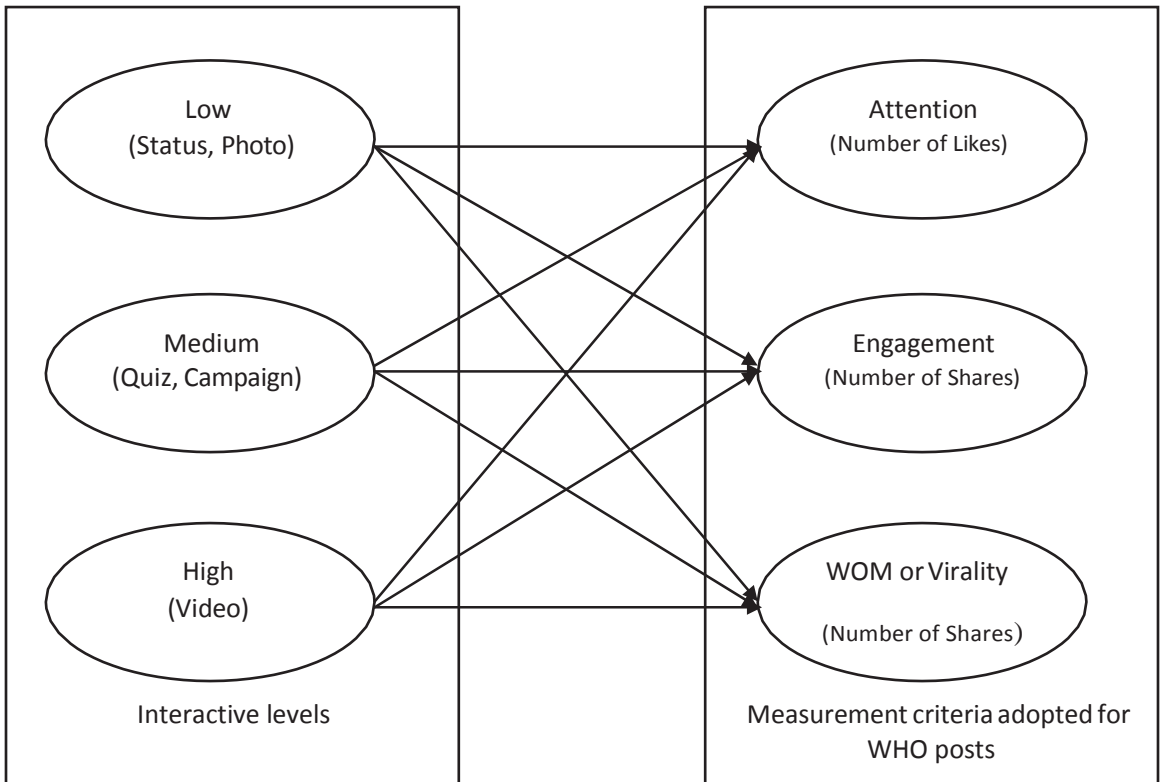 Low
(Status, Photo)
Medium
(Quiz, Campaign)
High
(Video)
Interactive levels
Attention
(Number of Likes)
Engagement
(Number of Shares)
WOM or Virality
(Number of Shares)
Measurement criteria adopted for
WHO posts